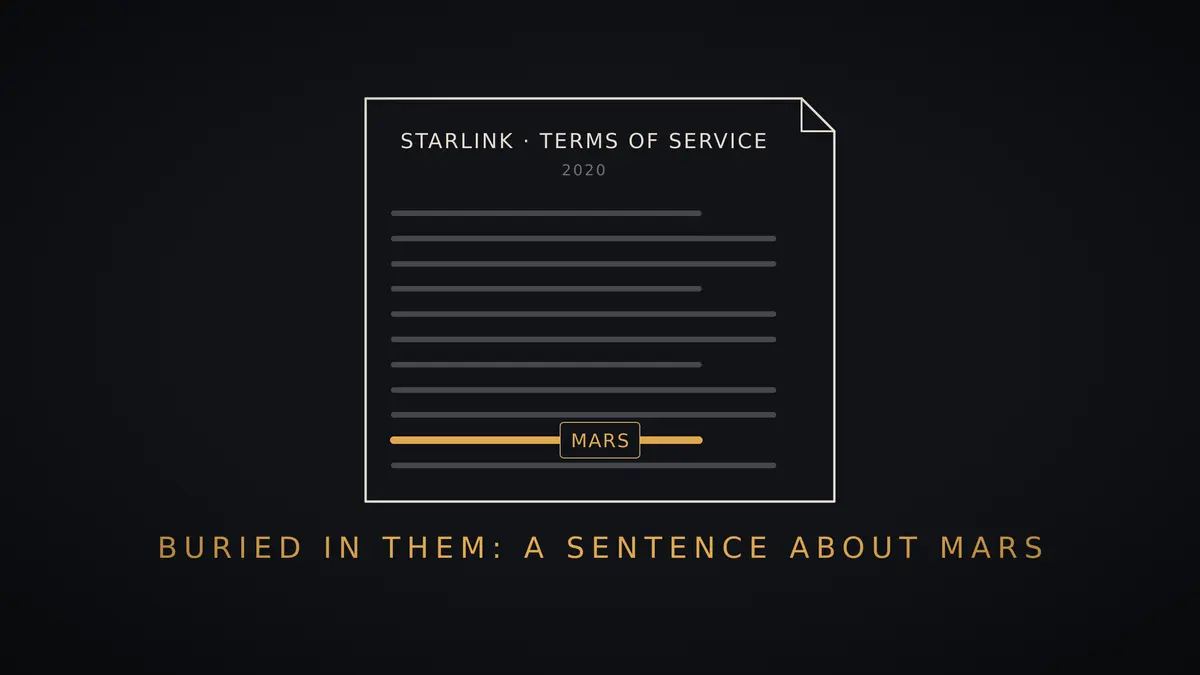 STARLINK · TERMS OF SERVICE
2020
MARS
BURIED IN THEM: A SENTENCE ABOUT MARS